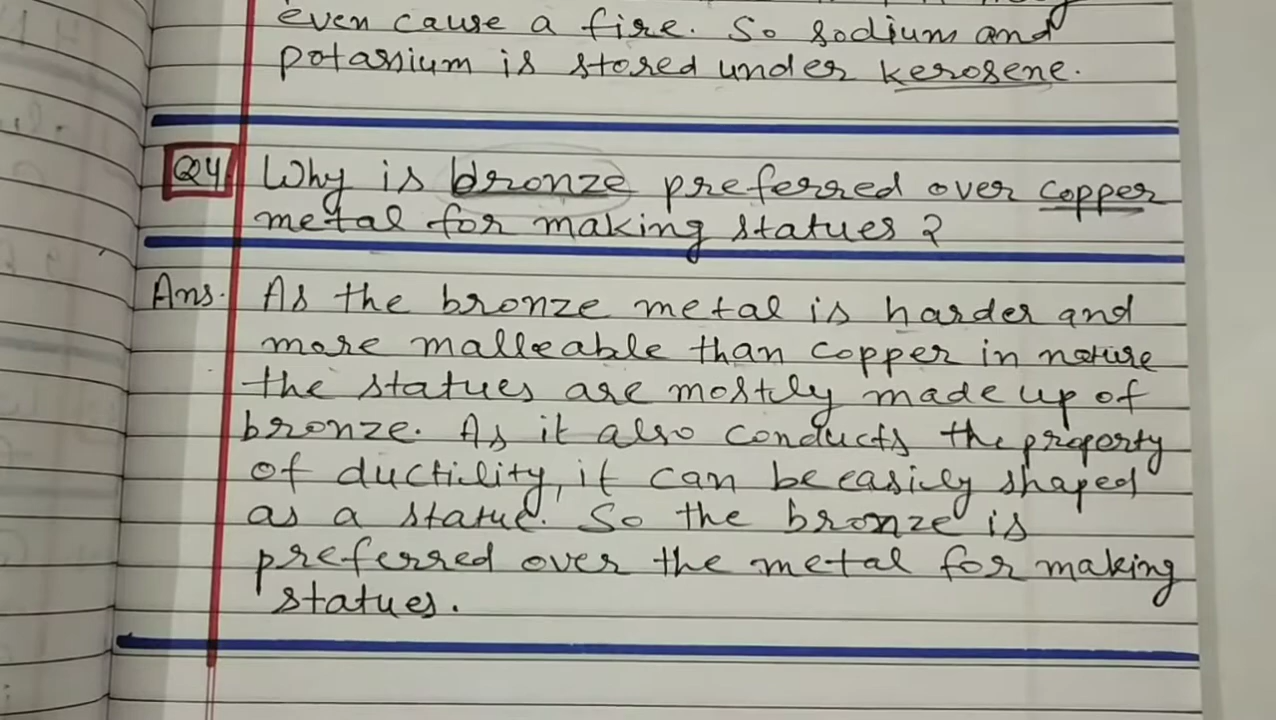 even cause a fire. So sodium and
potassium is stored under kerosene.
Q4. Why is bronze preferred over copper
metal for making statues ?
Ans. As the bronze metal is harder and
more malleable than copper in nature
the statues are mostly made up of
bronze. As it also conducts the property
of ductility, it can be easily shaped
as a statue. So the bronze is
preferred over the metal for making
statues.